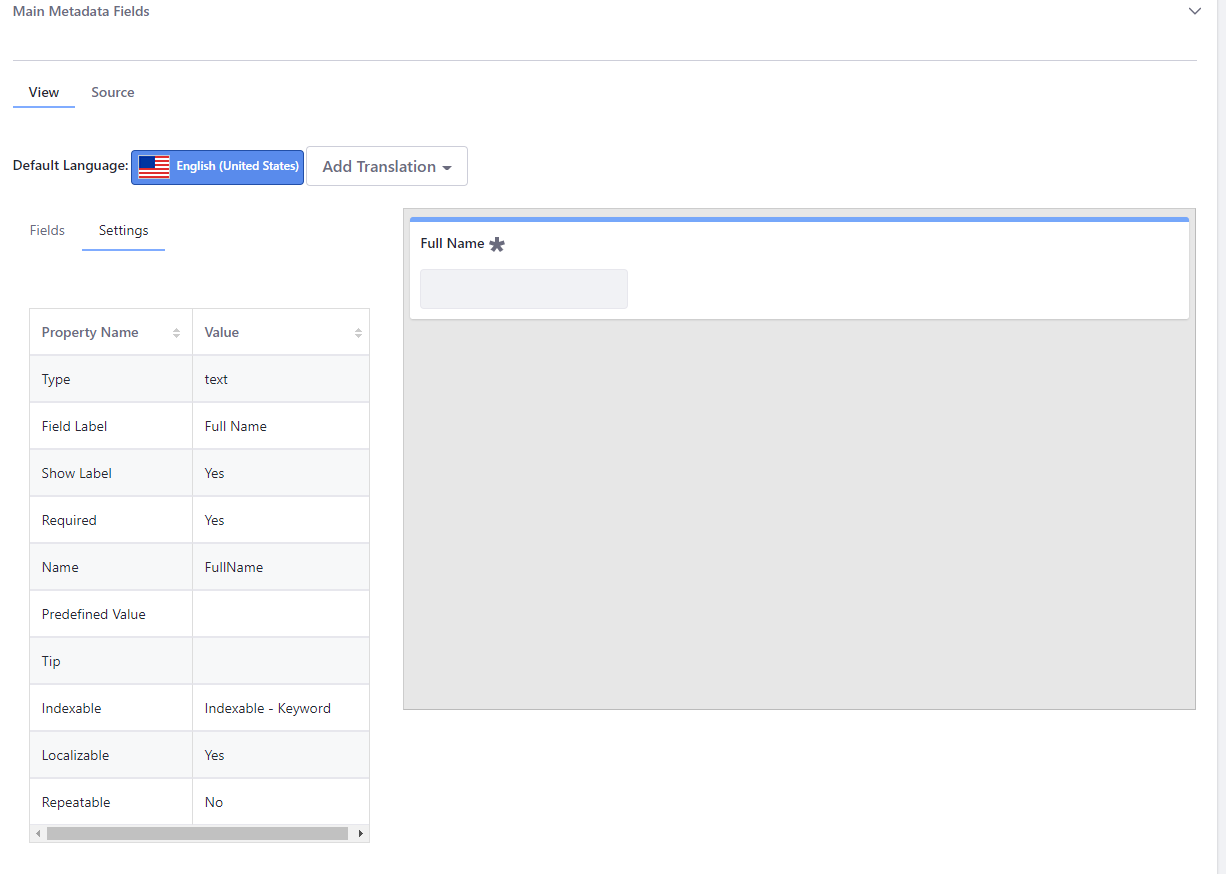 Main Metadata Fields
View Source
Default Language: English (United States) Add Translation
Fields Settings
Full Name
Property Name Value
Type text
Field Label Full Name
Show Label Yes
Required Yes
Name FullName
Predefined Value
Tip
Indexable Indexable - Keyword
Localizable Yes
Repeatable No